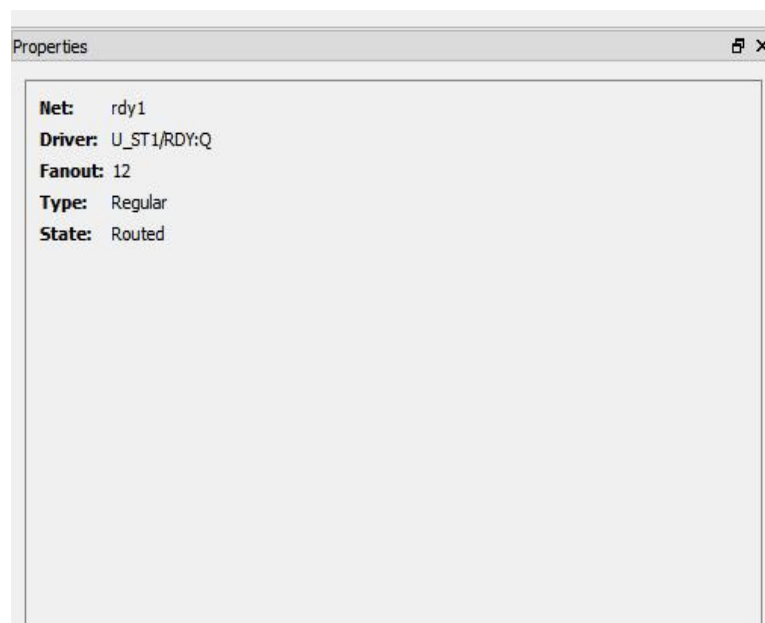 Properties
Net: rdy1
Driver: U_ST1/RDY:Q
Fanout: 12
Type: Regular
State: Routed